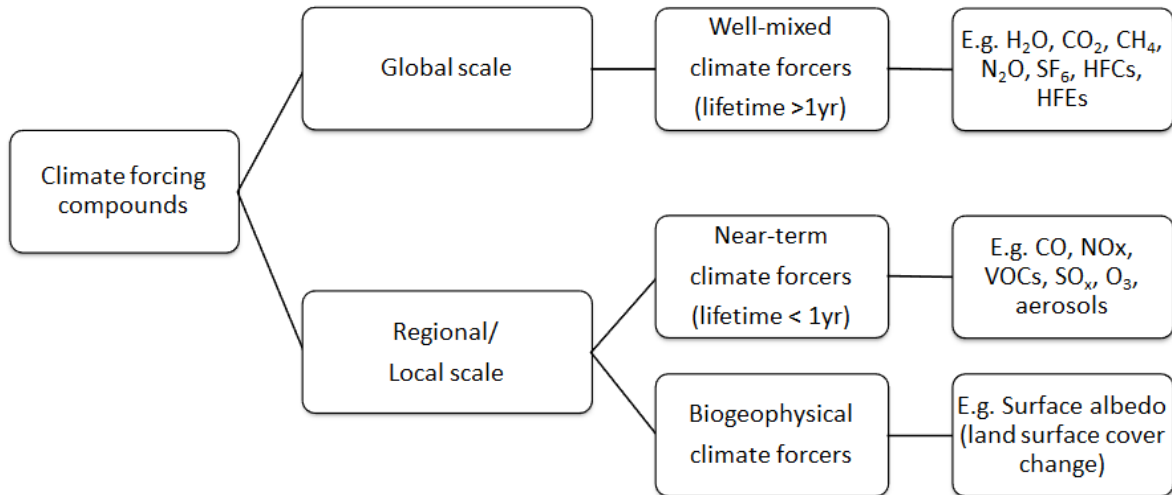 Climate forcing
compounds
Global scale
Well-mixed
climate forcers
(lifetime >1yr)
E.g. H₂O, CO₂, CH₄,
N₂O, SF₆, HFCs,
HFEs
Regional/
Local scale
Near-term
climate forcers
(lifetime < 1yr)
E.g. CO, NOx,
VOCs, SOₓ, O₃,
aerosols
Biogeophysical
climate forcers
E.g. Surface albedo
(land surface cover
change)